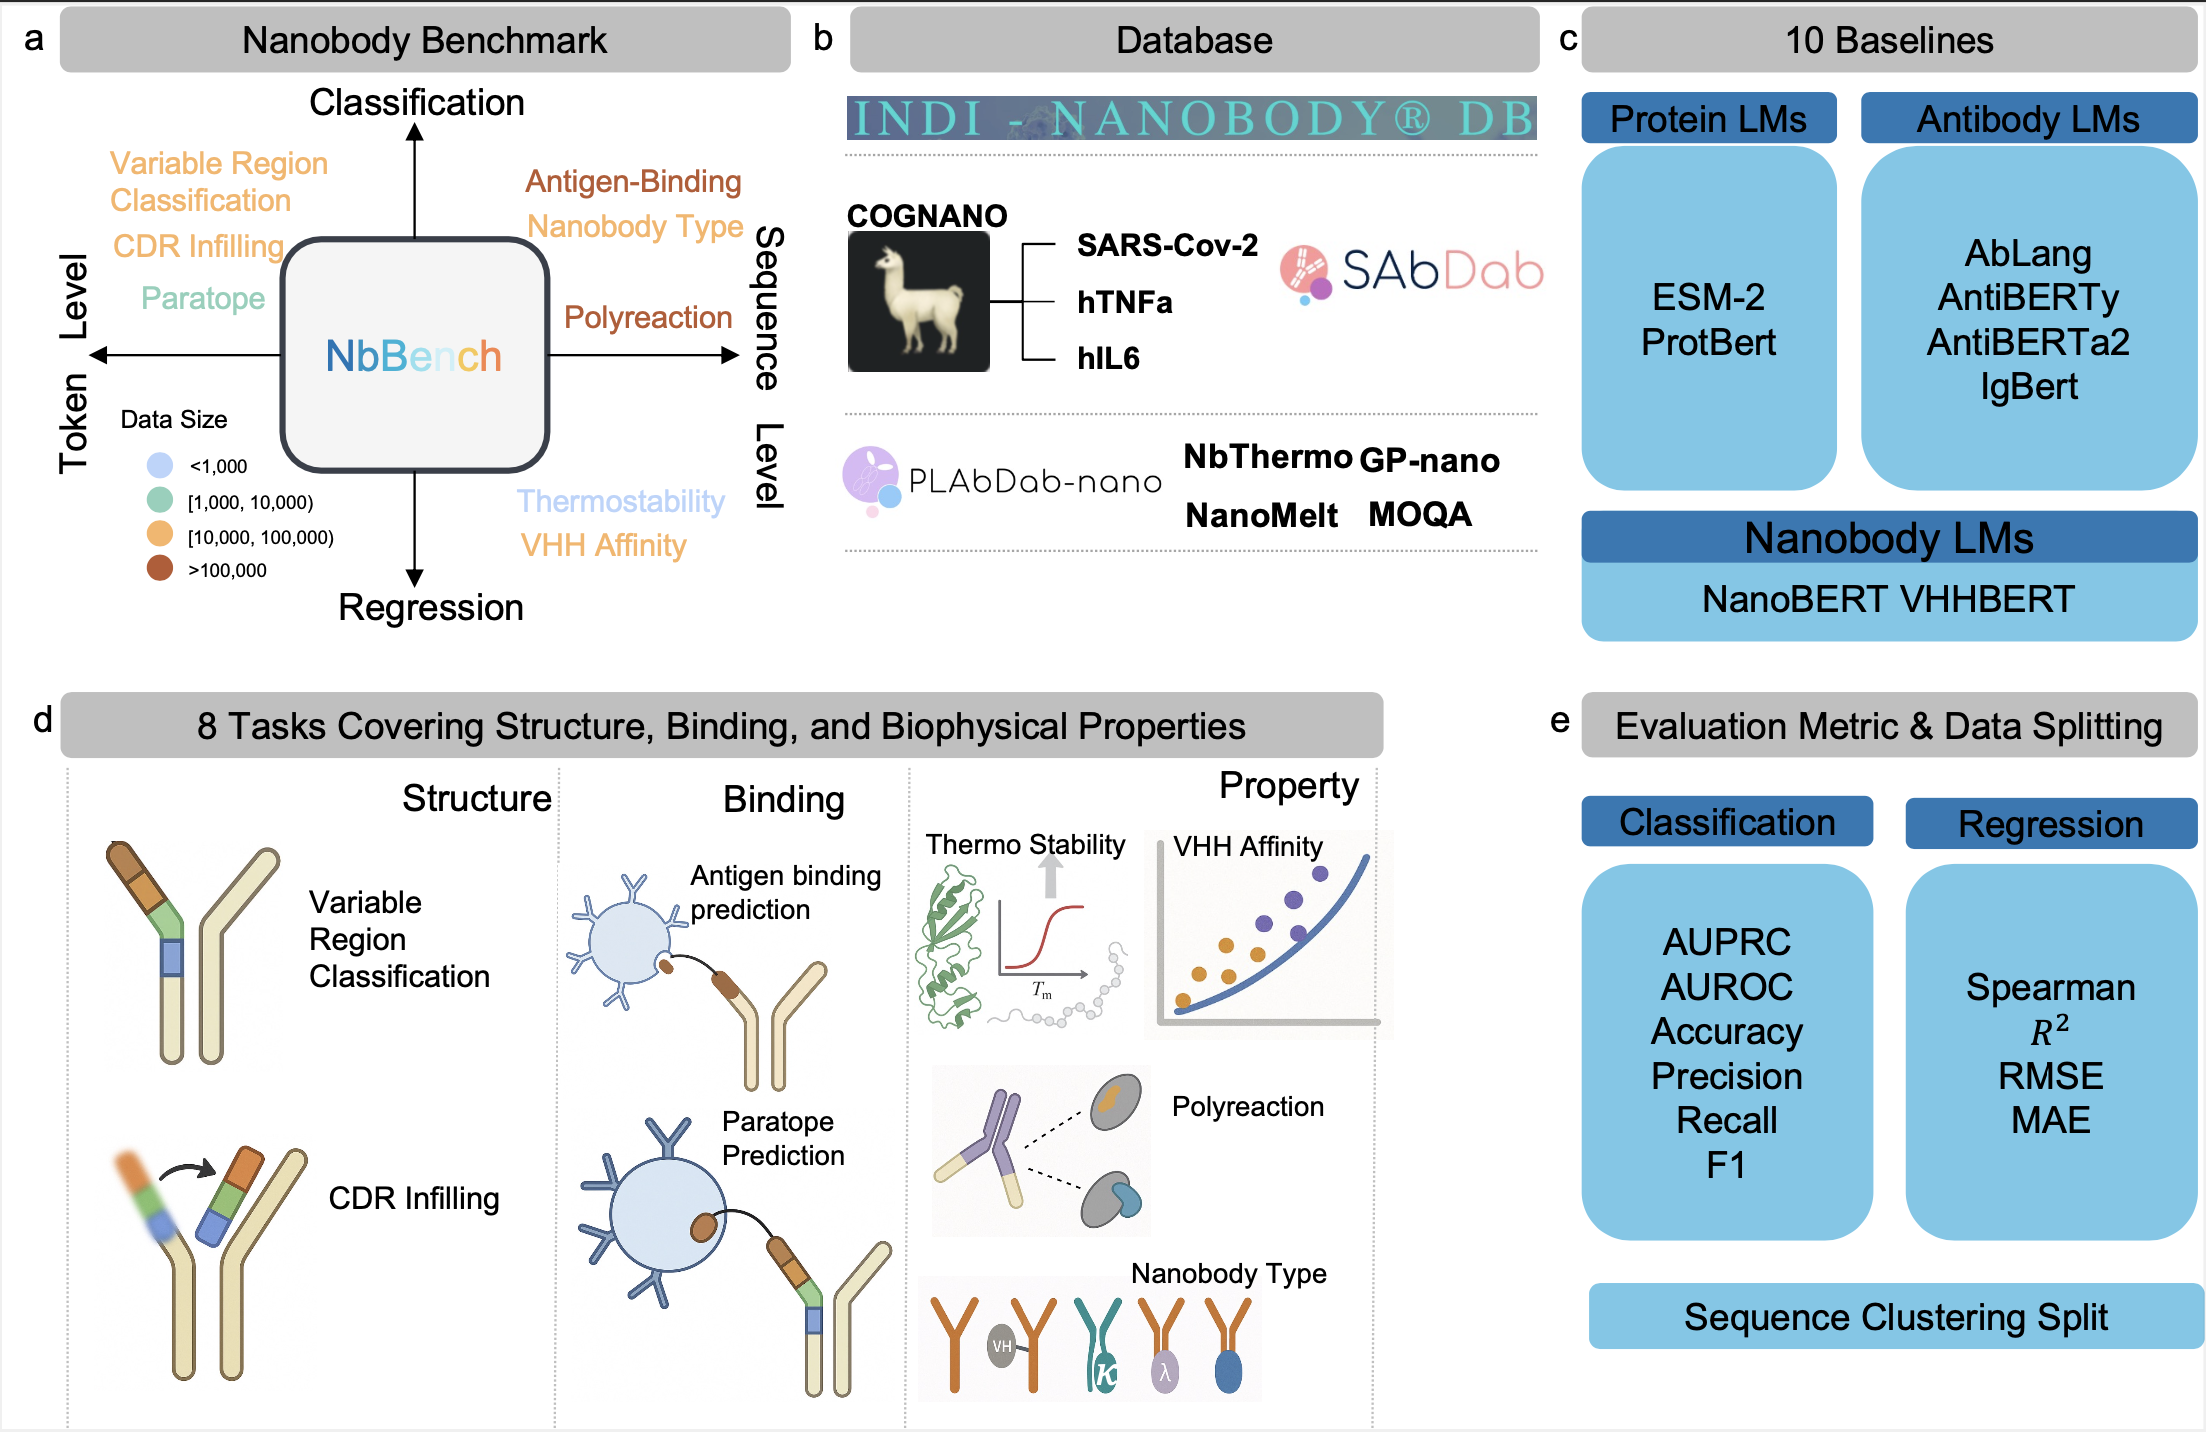 a
Nanobody Benchmark
Classification
Variable Region
Classification
CDR Infilling
Paratope
Antigen-Binding
Nanobody Type
Polyreaction
Token Level
Sequence Level
NbBench
Data Size
<1,000
[1,000, 10,000)
[10,000, 100,000)
>100,000
Thermostability
VHH Affinity
Regression
b
Database
INDI - NANOBODY® DB
COGNANO
SARS-Cov-2
hTNFa
hIL6
SAbDab
PLAbDab-nano
NbThermo GP-nano
NanoMelt MOQA
c
10 Baselines
Protein LMs
ESM-2
ProtBert
Antibody LMs
AbLang
AntiBERTy
AntiBERTa2
IgBert
Nanobody LMs
NanoBERT VHHBERT
d
8 Tasks Covering Structure, Binding, and Biophysical Properties
Structure
Variable
Region
Classification
CDR Infilling
Binding
Antigen binding
prediction
Paratope
Prediction
Property
Thermo Stability
Tm
VHH Affinity
Polyreaction
Nanobody Type
VH
κ
λ
e
Evaluation Metric & Data Splitting
Classification
AUPRC
AUROC
Accuracy
Precision
Recall
F1
Regression
Spearman
R²
RMSE
MAE
Sequence Clustering Split